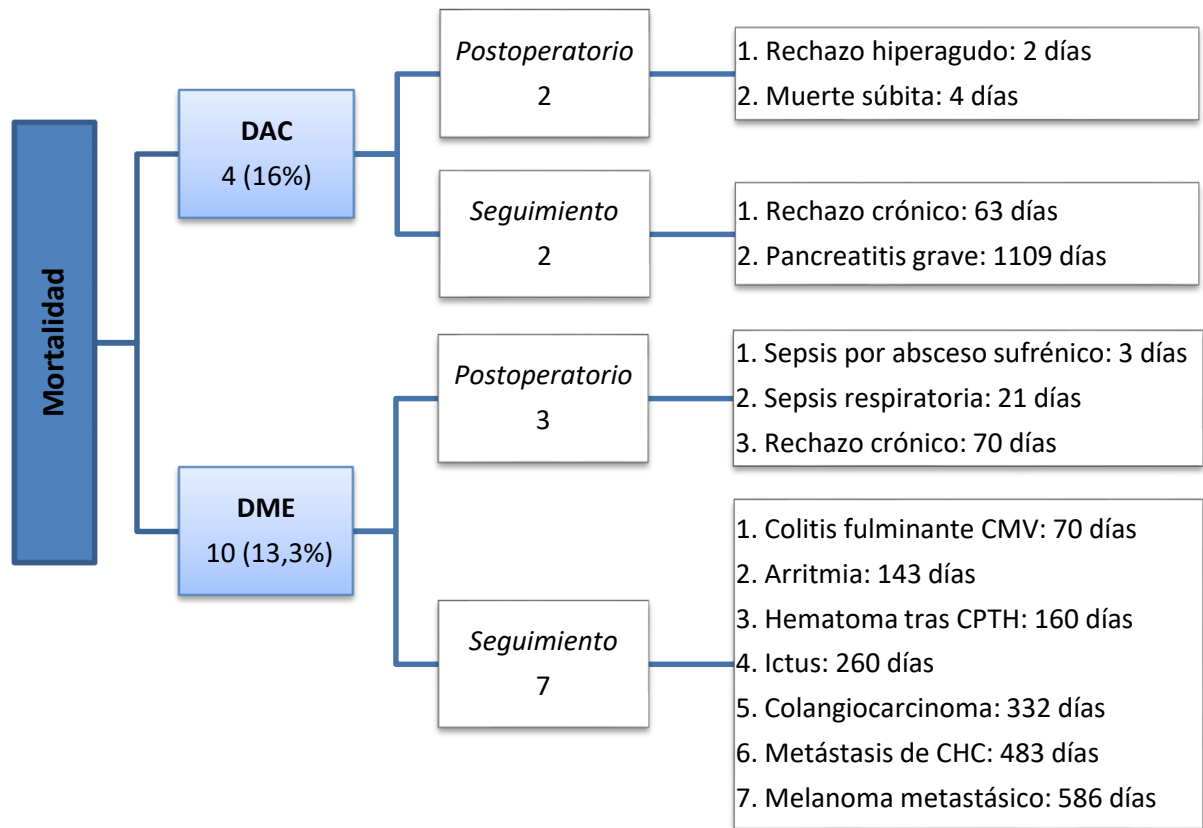 Mortalidad
DAC
4 (16%)
Postoperatorio
2
1. Rechazo hiperagudo: 2 días
2. Muerte súbita: 4 días
Seguimiento
2
1. Rechazo crónico: 63 días
2. Pancreatitis grave: 1109 días
DME
10 (13,3%)
Postoperatorio
3
1. Sepsis por absceso sufrénico: 3 días
2. Sepsis respiratoria: 21 días
3. Rechazo crónico: 70 días
Seguimiento
7
1. Colitis fulminante CMV: 70 días
2. Arritmia: 143 días
3. Hematoma tras CPTH: 160 días
4. Ictus: 260 días
5. Colangiocarcinoma: 332 días
6. Metástasis de CHC: 483 días
7. Melanoma metastásico: 586 días